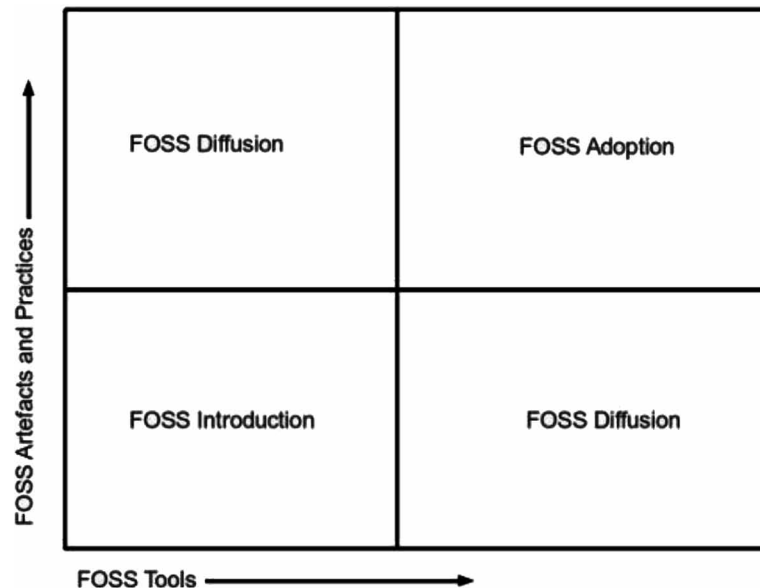 FOSS Diffusion
FOSS Adoption
FOSS Artefacts and Practices
FOSS Introduction
FOSS Diffusion
FOSS Tools